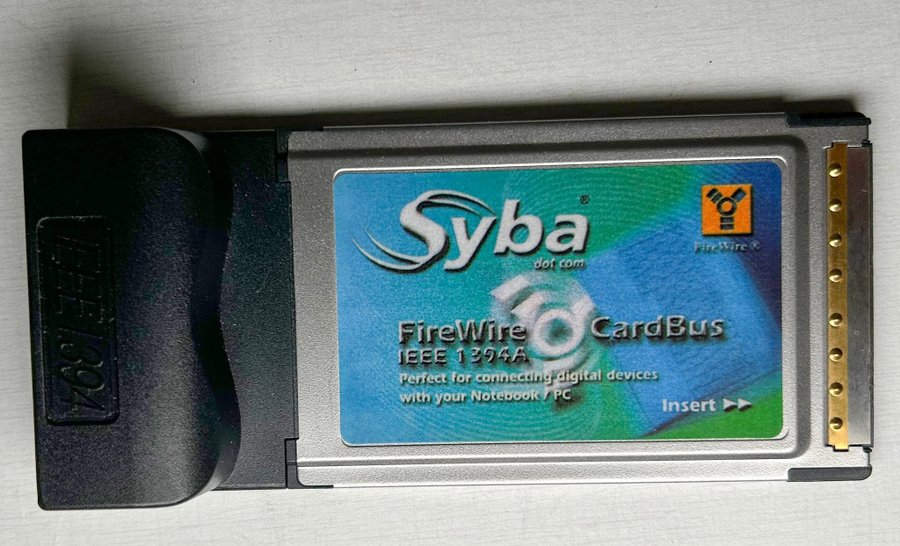 IEEE 1394
Syba®
dot com
FireWire®
FireWire CardBus
IEEE 1394A
Perfect for connecting digital devices
with your Notebook / PC
Insert